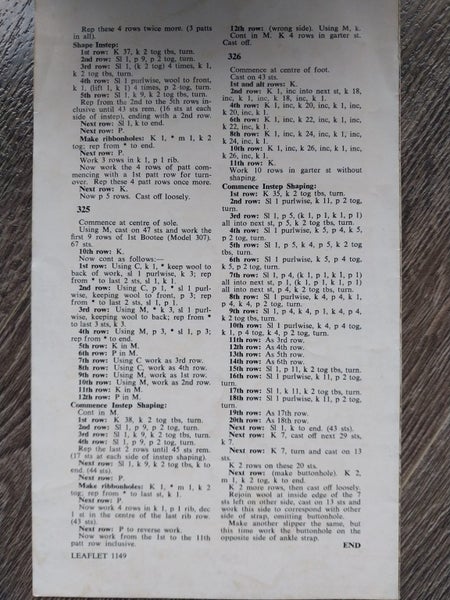 Rep these 4 rows twice more. (3 patts
in all).
Shape Instep:
1st row: K 37, k 2 tog tbs, turn.
2nd row: Sl 1, p 9, p 2 tog, turn.
3rd row: Sl 1, (k 2 tog) 4 times, k 1,
k 2 tog tbs, turn.
4th row: Sl 1 purlwise, wool to front,
k 1, (lift 1, k 1) 4 times, p 2 tog, turn.
5th row: Sl 1, k 9, k 2 tog tbs, turn.
Rep from the 2nd to the 5th rows in-
clusive until 43 sts rem. (16 sts at each
side of instep), ending with a 2nd row.
Next row: Sl 1, k to end.
Next row: P.
Make ribbonholes: K 1, * m 1, k 2
tog; rep from * to end.
Next row: P.
Work 3 rows in k 1, p 1 rib.
Now work the 4 rows of patt com-
mencing with a 1st patt row for turn-
over. Rep these 4 patt rows once more.
Next row: K.
Now p 5 rows. Cast off loosely.
325
Commence at centre of sole.
Using M, cast on 47 sts and work the
first 9 rows of 1st Bootee (Model 307).
67 sts.
10th row: K.
Now cont as follows:—
1st row: Using C, k 1, * keep wool to
back of work, sl 1 purlwise, k 3; rep
from * to last 2 sts, sl 1, k 1.
2nd row: Using C, p 1, * sl 1 purl-
wise, keeping wool to front, p 3; rep
from * to last 2 sts, sl 1, p 1.
3rd row: Using M, * k 3, sl 1 purl-
wise, keeping wool to back; rep from *
to last 3 sts, k 3.
4th row: Using M, p 3, * sl 1, p 3;
rep from * to end.
5th row: K in M.
6th row: P in M.
7th row: Using C work as 3rd row.
8th row: Using C, work as 4th row.
9th row: Using M, work as 1st row.
10th row: Using M, work as 2nd row.
11th row: K in M.
12th row: P in M.
Commence Instep Shaping:
Cont in M.
1st row: K 38, k 2 tog tbs, turn.
2nd row: Sl 1, p 9, p 2 tog, turn.
3rd row: Sl 1, k 9, k 2 tog tbs, turn.
4th row: Sl 1, p 9, p 2 tog, turn.
Rep the last 2 rows until 45 sts rem.
(17 sts at each side of instep shaping).
Next row: Sl 1, k 9, k 2 tog tbs, k to
end. (44 sts).
Next row: P.
Make ribbonholes: K 1, * m 1, k 2
tog; rep from * to last st, k 1.
Next row: P.
Now work 4 rows in k 1, p 1 rib, dec
1 st in the centre of the last rib row.
(43 sts).
Next row: P to reverse work.
Now work from the 1st to the 11th
patt row inclusive.
LEAFLET 1149
12th row: (wrong side). Using M, k.
Cont in M. K 4 rows in garter st.
Cast off.
326
Commence at centre of foot.
Cast on 43 sts.
1st and alt rows: K.
2nd row: K 1, inc into next st, k 18,
inc, k 1, inc, k 18, inc, k 1.
4th row: K 1, inc, k 20, inc, k 1, inc,
k 20, inc, k 1.
6th row: K 1, inc, k 22, inc, k 1, inc,
k 22, inc, k 1.
8th row: K 1, inc, k 24, inc, k 1, inc,
k 24, inc, k 1.
10th row: K 1, inc, k 26, inc, k 1, inc,
k 26, inc, k 1.
11th row: K.
Work 10 rows in garter st without
shaping.
Commence Instep Shaping:
1st row: K 35, k 2 tog tbs, turn.
2nd row: Sl 1 purlwise, k 11, p 2 tog,
turn.
3rd row: Sl 1, p 5, (k 1, p 1, k 1, p 1)
all into next st, p 5, k 2 tog tbs, turn.
4th row: Sl 1 purlwise, k 5, p 4, k 5,
p 2 tog, turn.
5th row: Sl 1, p 5, k 4, p 5, k 2 tog
tbs, turn.
6th row: Sl 1 purlwise, k 5, p 4 tog,
k 5, p 2 tog, turn.
7th row: Sl 1, p 4, (k 1, p 1, k 1, p 1)
all into next st, p 1, (k 1, p 1, k 1, p 1)
all into next st, p 4, k 2 tog tbs, turn.
8th row: Sl 1 purlwise, k 4, p 4, k 1,
p 4, k 4, p 2 tog, turn.
9th row: Sl 1, p 4, k 4, p 1, k 4, p 4,
k 2 tog tbs, turn.
10th row: Sl 1 purlwise, k 4, p 4 tog,
k 1, p 4 tog, k 4, p 2 tog, turn.
11th row: As 3rd row.
12th row: As 4th row.
13th row: As 5th row.
14th row: As 6th row.
15th row: Sl 1, p 11, k 2 tog tbs, turn.
16th row: Sl 1 purlwise, k 11, p 2 tog,
turn.
17th row: Sl 1, k 11, k 2 tog tbs, turn.
18th row: Sl 1 purlwise, k 11, p 2 tog,
turn.
19th row: As 17th row.
20th row: As 18th row.
Next row: Sl 1, k to end. (43 sts).
Next row: K 7, cast off next 29 sts,
k 7.
Next row: K 7, turn and cast on 13
sts.
K 2 rows on these 20 sts.
Next row: (make buttonhole). K 2,
m 1, k 2 tog, k to end.
K 2 more rows, then cast off loosely.
Rejoin wool at inside edge of the 7
sts left on other side, cast on 13 sts and
work this side to correspond with other
side of strap, omitting buttonhole.
Make another slipper the same, but
this time work the buttonhole on the
opposite side of ankle strap.
END